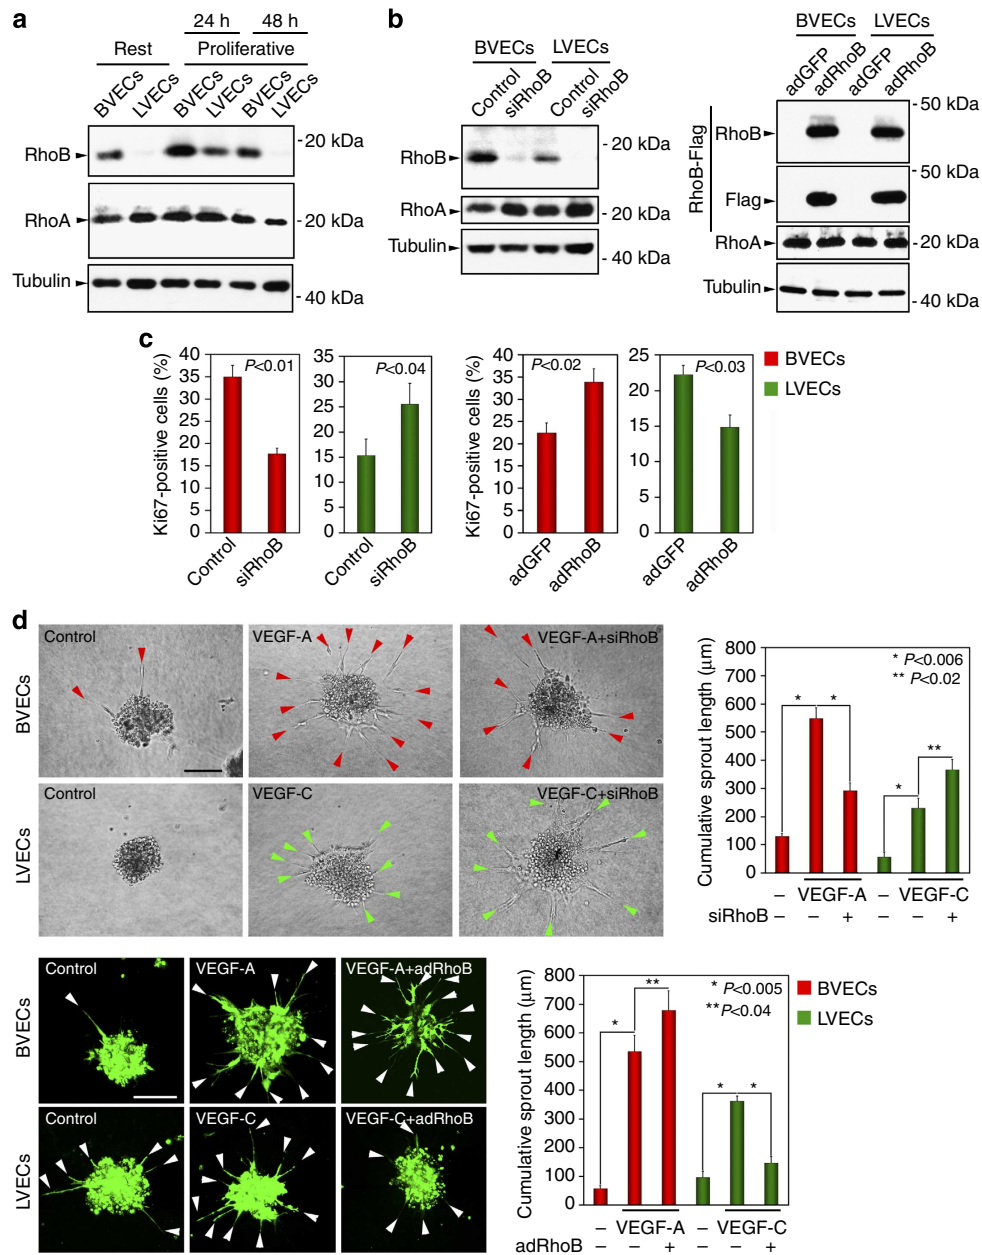 a
24 h 48 h
Rest Proliferative
BVECs LVECs BVECs LVECs BVECs LVECs
RhoB - 20 kDa
RhoA - 20 kDa
Tubulin - 40 kDa
b
BVECs LVECs
Control siRhoB Control siRhoB
RhoB - 20 kDa
RhoA - 20 kDa
Tubulin - 40 kDa
BVECs LVECs
adGFP adRhoB adGFP adRhoB
RhoB-Flag
- 50 kDa
RhoB
- 50 kDa
Flag
RhoA - 20 kDa
Tubulin - 40 kDa
c
Ki67-positive cells (%)
40
35
30
25
20
15
10
5
0
P<0.01
Control siRhoB
35
30
25
20
15
10
5
0
P<0.04
Control siRhoB
Ki67-positive cells (%)
40
35
30
25
20
15
10
5
0
P<0.02
adGFP adRhoB
25
20
15
10
5
0
P<0.03
adGFP adRhoB
BVECs
LVECs
d
BVECs
Control
VEGF-A
VEGF-A+siRhoB
LVECs
Control
VEGF-C
VEGF-C+siRhoB
Cumulative sprout length (µm)
800
700
600
500
400
300
200
100
0
* P<0.006
** P<0.02
* * * **
– VEGF-A – VEGF-C
siRhoB – – + – – +
BVECs
Control
VEGF-A
VEGF-A+adRhoB
LVECs
Control
VEGF-C
VEGF-C+adRhoB
Cumulative sprout length (µm)
800
700
600
500
400
300
200
100
0
* P<0.005
** P<0.04
* ** * *
– VEGF-A – VEGF-C
adRhoB – – + – – +
BVECs
LVECs